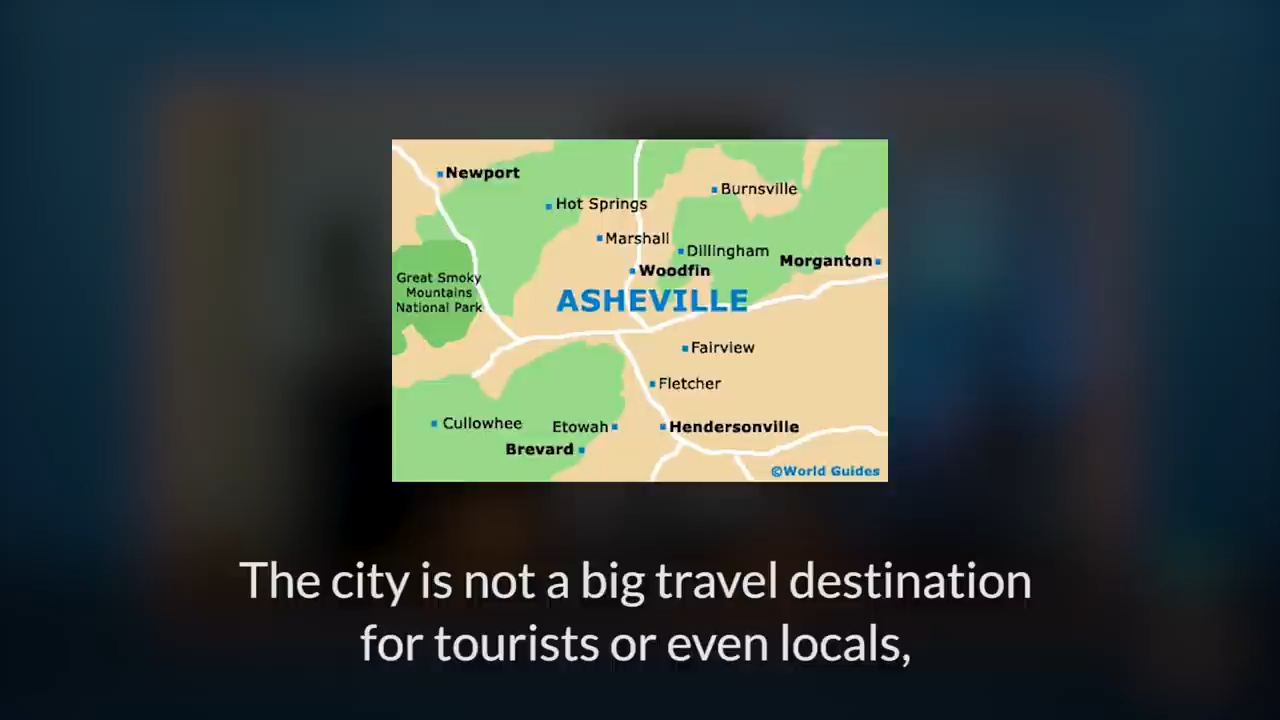 Newport
Burnsville
Hot Springs
Marshall
Dillingham
Morganton
Woodfin
Great Smoky
Mountains
National Park
ASHEVILLE
Fairview
Fletcher
Cullowhee
Etowah
Hendersonville
Brevard
©World Guides
The city is not a big travel destination
for tourists or even locals,